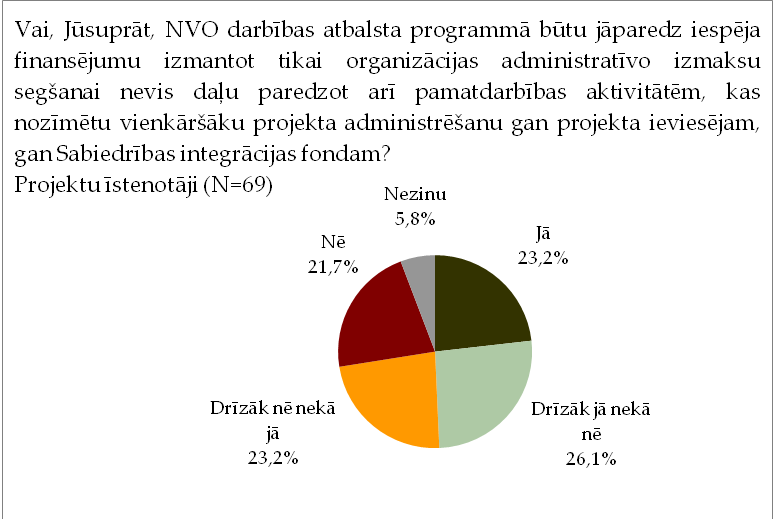 Vai, Jūsuprāt, NVO darbības atbalsta programmā būtu jāparedz iespēja
finansējumu izmantot tikai organizācijas administratīvo izmaksu
segšanai nevis daļu paredzot arī pamatdarbības aktivitātēm, kas
nozīmētu vienkāršāku projekta administrēšanu gan projekta ieviesējam,
gan Sabiedrības integrācijas fondam?
Projektu īstenotāji (N=69)
Nezinu
5,8%
Jā
23,2%
Nē
21,7%
Drīzāk nē nekā
jā
23,2%
Drīzāk jā nekā
nē
26,1%